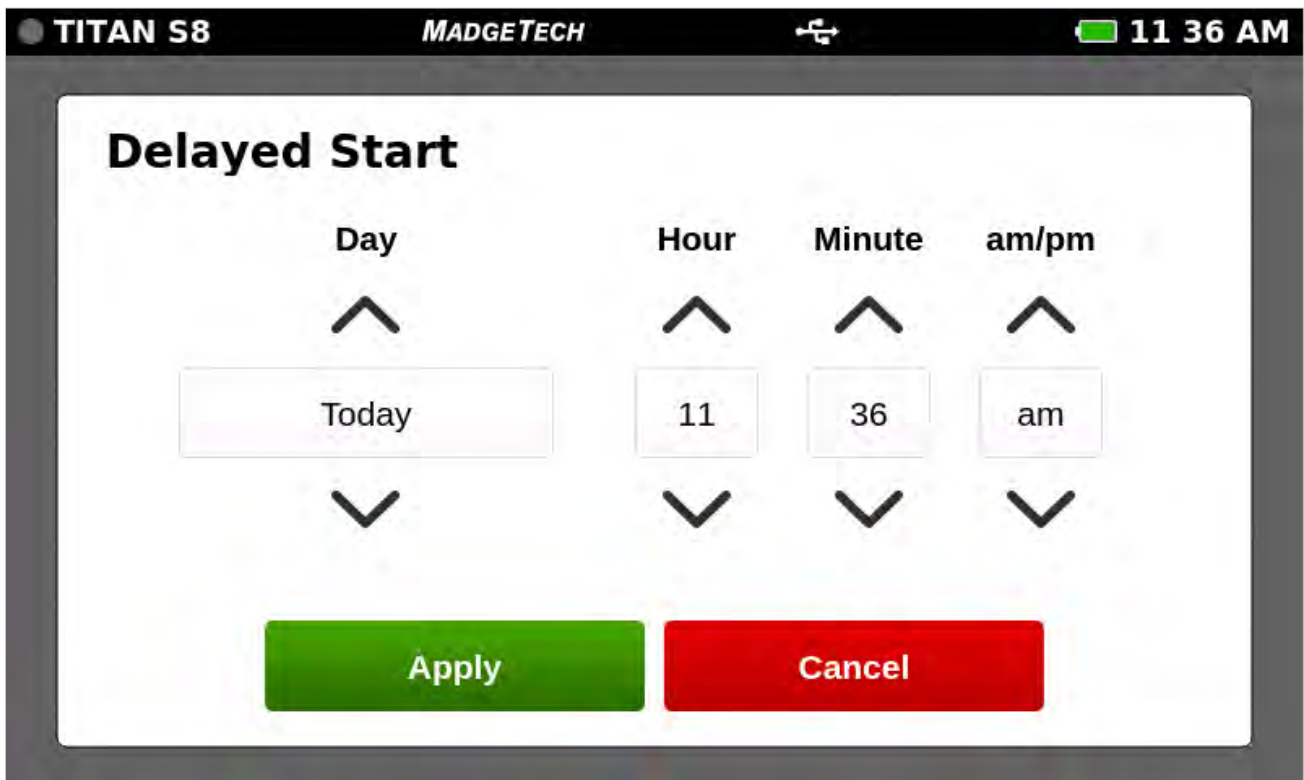 TITAN S8 MADGETECH 11 36 AM
Delayed Start
Day Hour Minute am/pm
Today 11 36 am
Apply Cancel